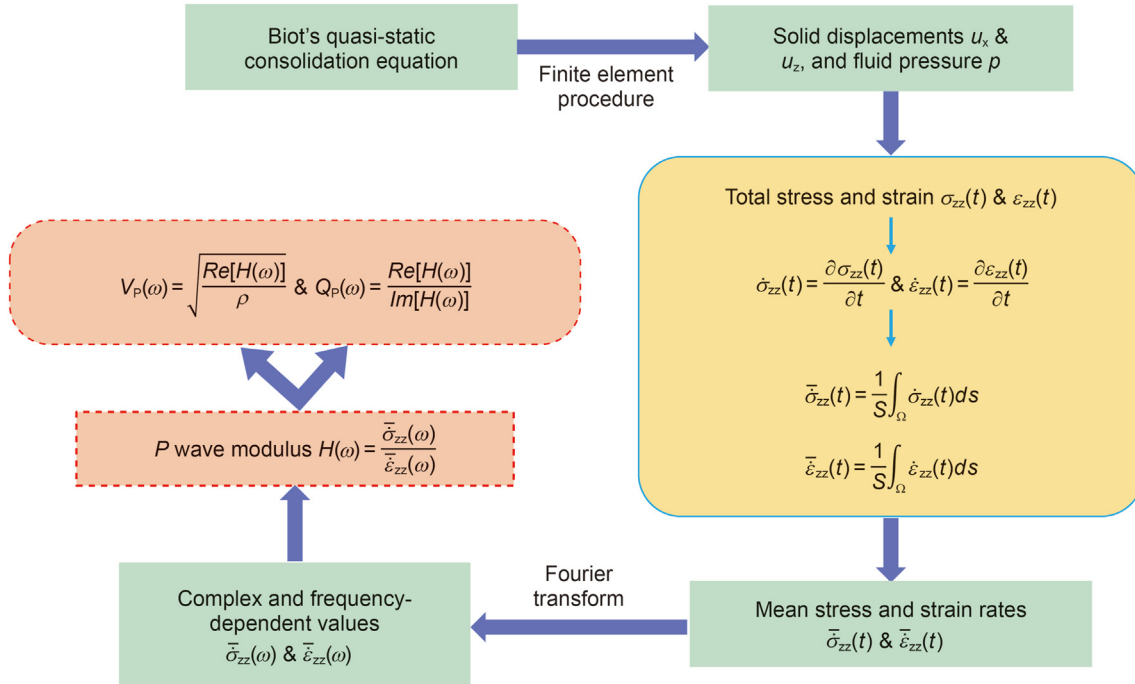 Biot's quasi-static
consolidation equation
Finite element
procedure
Solid displacements uₓ &
u_z, and fluid pressure p
Total stress and strain σ_zz(t) & ε_zz(t)
σ̇_zz(t) = ∂σ_zz(t)/∂t & ε̇_zz(t) = ∂ε_zz(t)/∂t
σ̇̄_zz(t) = 1/S ∫_Ω σ̇_zz(t)ds
ε̇̄_zz(t) = 1/S ∫_Ω ε̇_zz(t)ds
Mean stress and strain rates
σ̇̄_zz(t) & ε̇̄_zz(t)
Fourier
transform
Complex and frequency-
dependent values
σ̇̄_zz(ω) & ε̇̄_zz(ω)
P wave modulus H(ω) = σ̇̄_zz(ω)/ε̇̄_zz(ω)
V_P(ω) = √(Re[H(ω)]/ρ) & Q_P(ω) = Re[H(ω)]/Im[H(ω)]